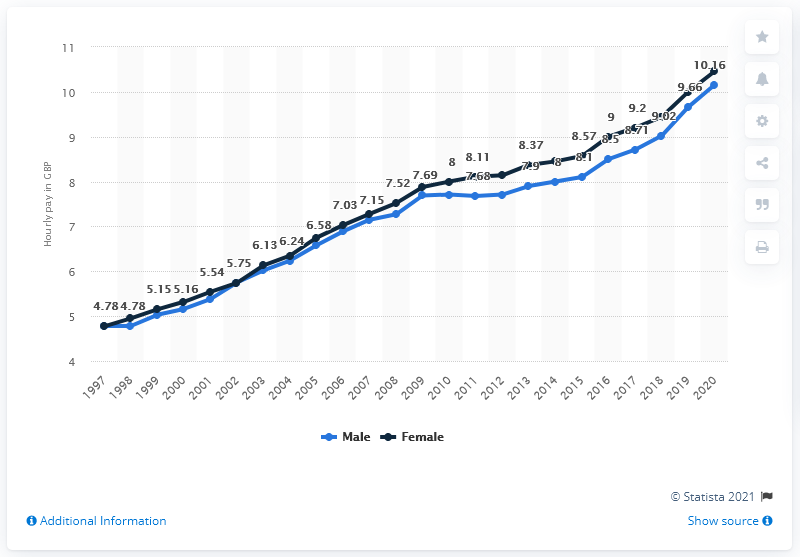 11
10
9
8
7
6
5
4
Hourly pay in GBP
4.78 4.78 5.15 5.16 5.54 5.75 6.13 6.24 6.58 7.03 7.15 7.52 7.69 8 8.11 7.68 8.37 7.9 8 8.57 8.1 9 8.5 9.2 8.71 9.02 9.66 10.16
1997 1998 1999 2000 2001 2002 2003 2004 2005 2006 2007 2008 2009 2010 2011 2012 2013 2014 2015 2016 2017 2018 2019 2020
Male Female
© Statista 2021
Additional Information
Show source